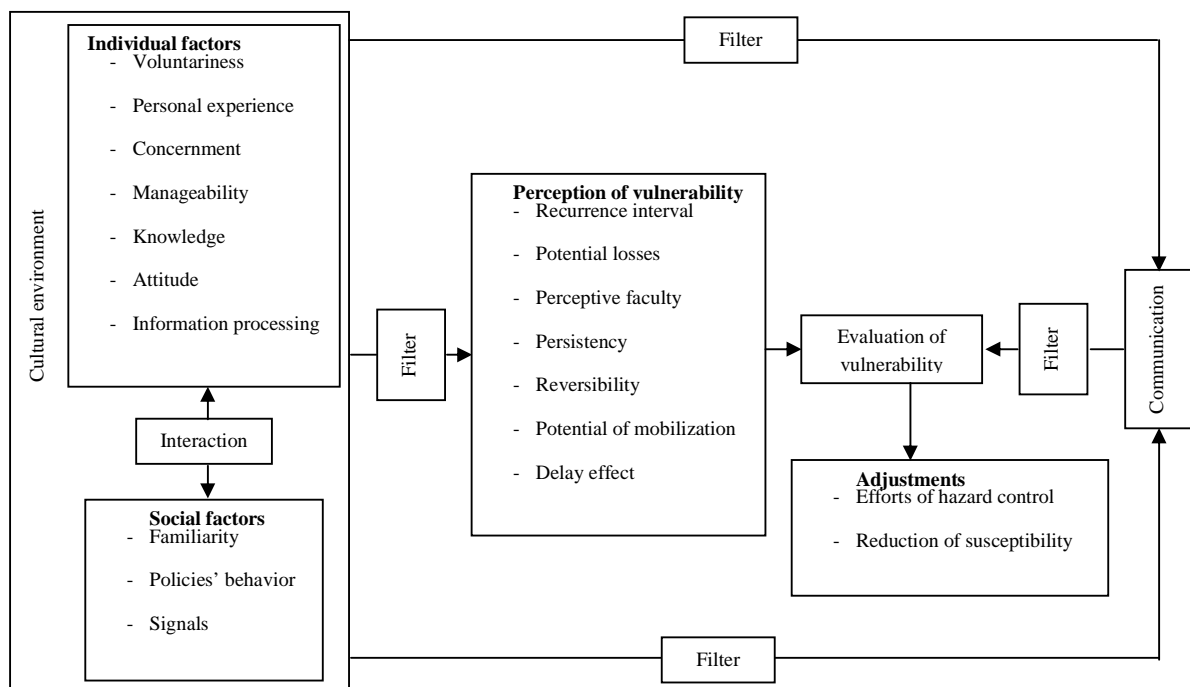 Cultural environment
Individual factors
- Voluntariness
- Personal experience
- Concernment
- Manageability
- Knowledge
- Attitude
- Information processing
Interaction
Social factors
- Familiarity
- Policies’ behavior
- Signals
Filter
Filter
Perception of vulnerability
- Recurrence interval
- Potential losses
- Perceptive faculty
- Persistency
- Reversibility
- Potential of mobilization
- Delay effect
Evaluation of
vulnerability
Filter
Communication
Adjustments
- Efforts of hazard control
- Reduction of susceptibility
Filter